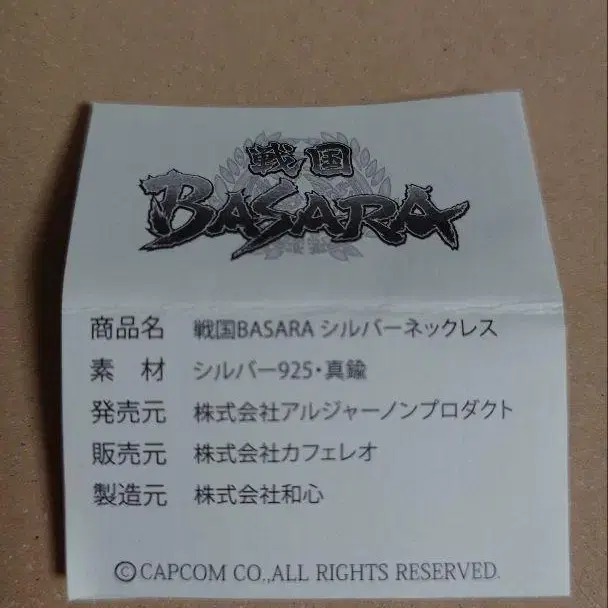 戦国
BASARA
商品名 戦国BASARA シルバーネックレス
素 材 シルバー925・真鍮
発売元 株式会社アルジャーノンプロダクト
販売元 株式会社カフェレオ
製造元 株式会社和心
©CAPCOM CO.,ALL RIGHTS RESERVED.